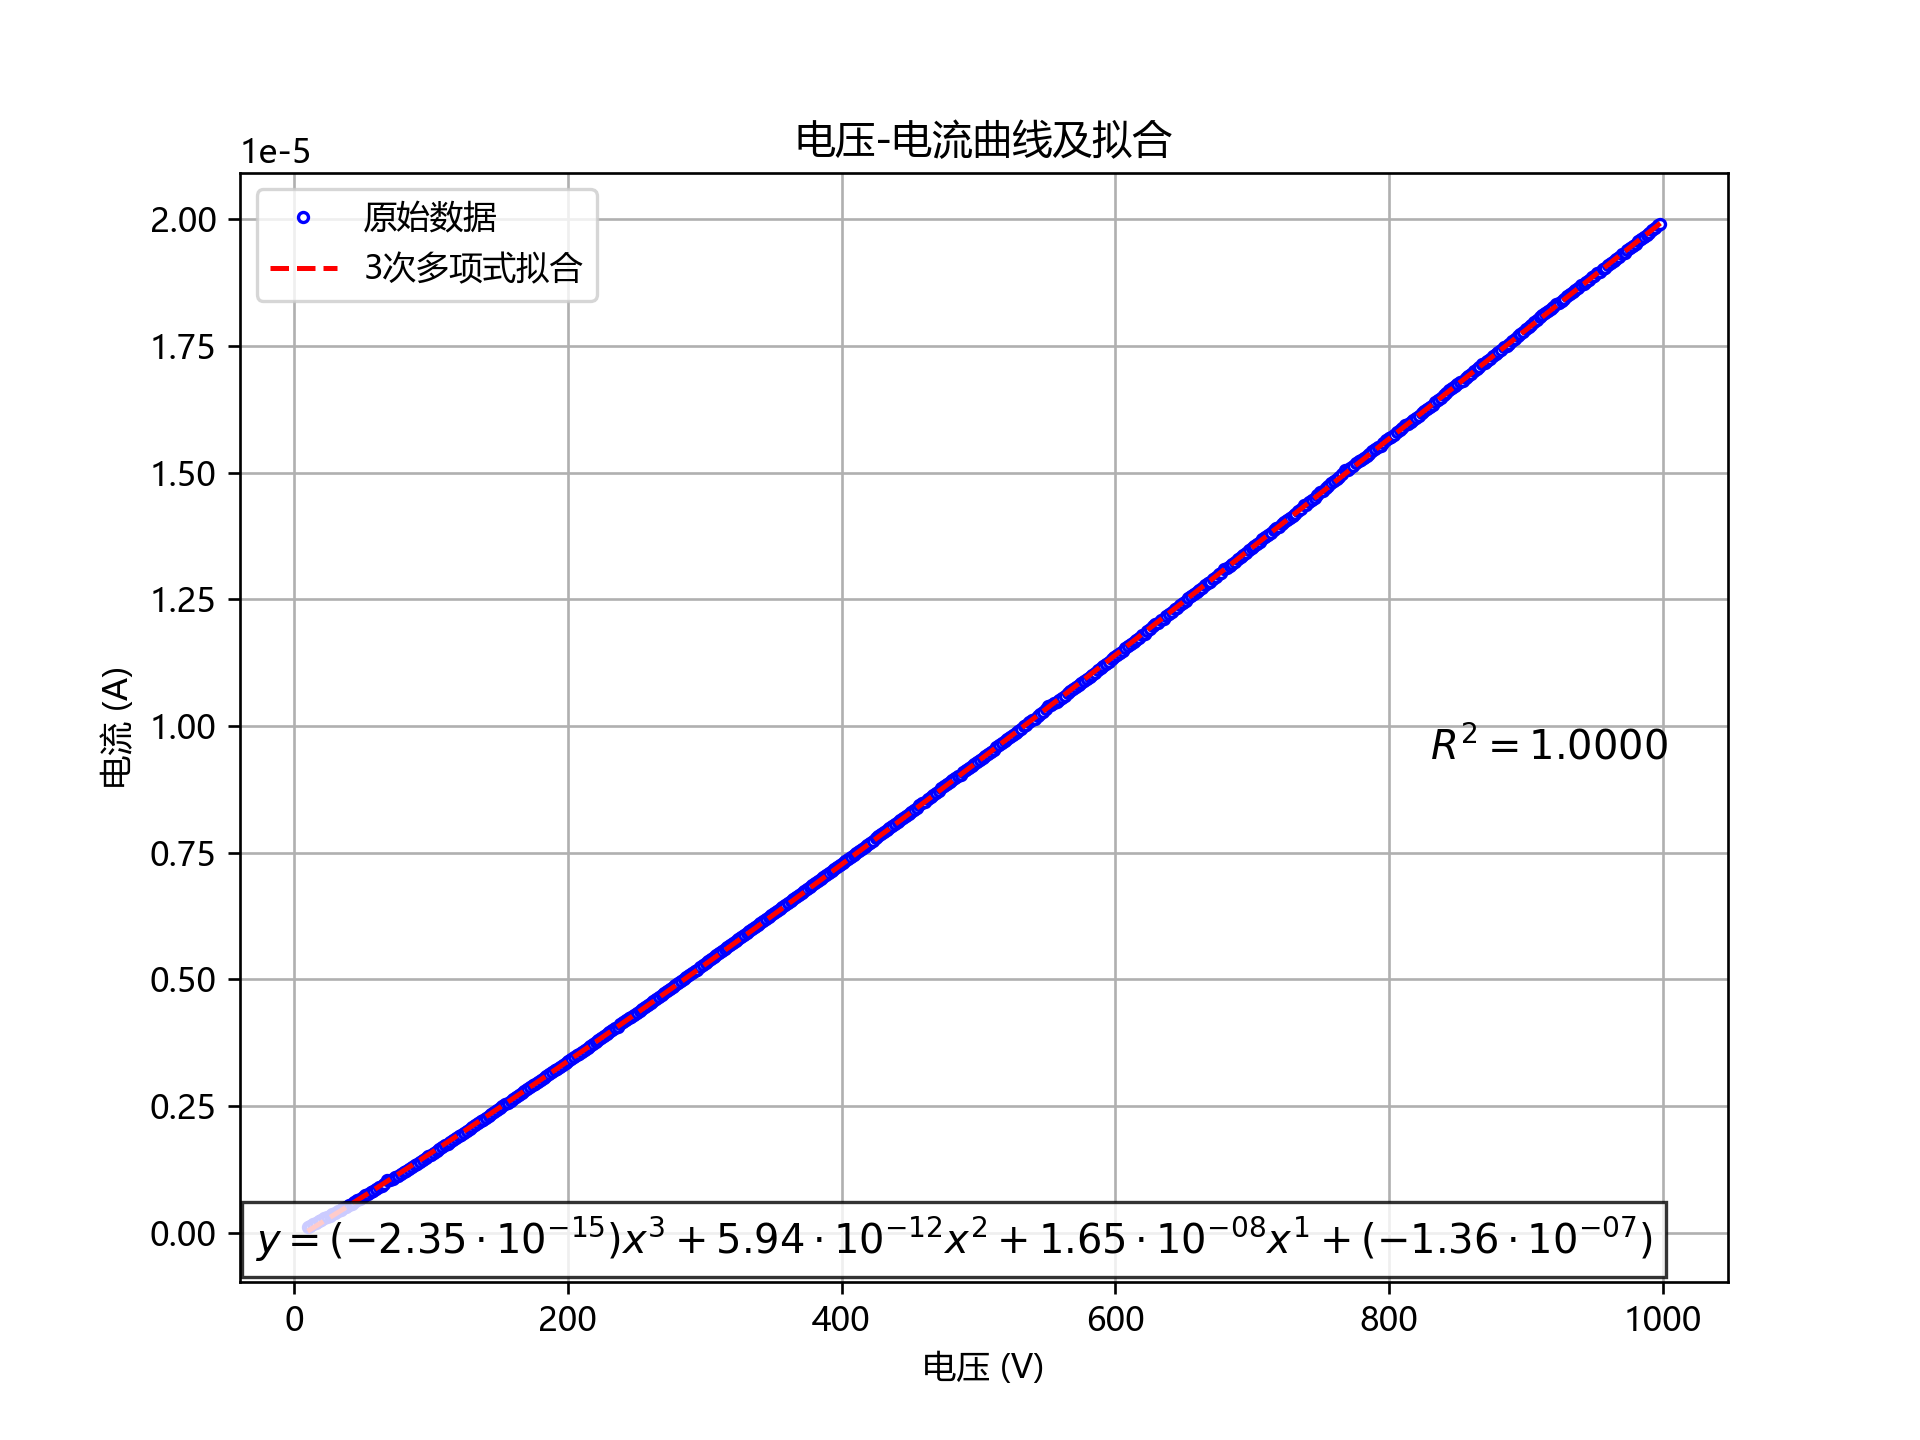 电压-电流曲线及拟合
1e-5
原始数据
3次多项式拟合
2.00
1.75
1.50
1.25
1.00
0.75
0.50
0.25
0.00
电流 (A)
R² = 1.0000
y = (−2.35 · 10⁻¹⁵)x³ + 5.94 · 10⁻¹²x² + 1.65 · 10⁻⁰⁸x¹ + (−1.36 · 10⁻⁰⁷)
0 200 400 600 800 1000
电压 (V)